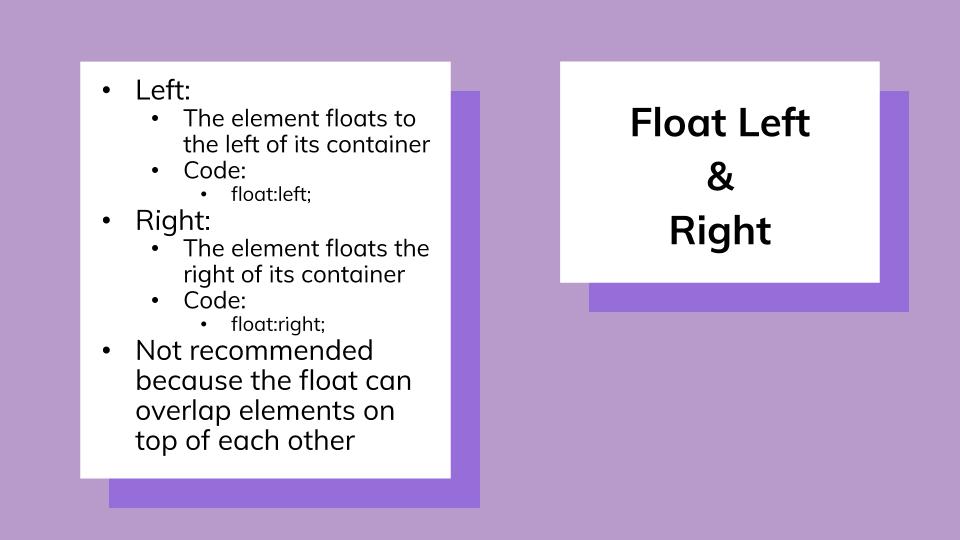 • Left:
• The element floats to
the left of its container
• Code:
• float:left;
• Right:
• The element floats the
right of its container
• Code:
• float:right;
• Not recommended
because the float can
overlap elements on
top of each other
Float Left
&
Right